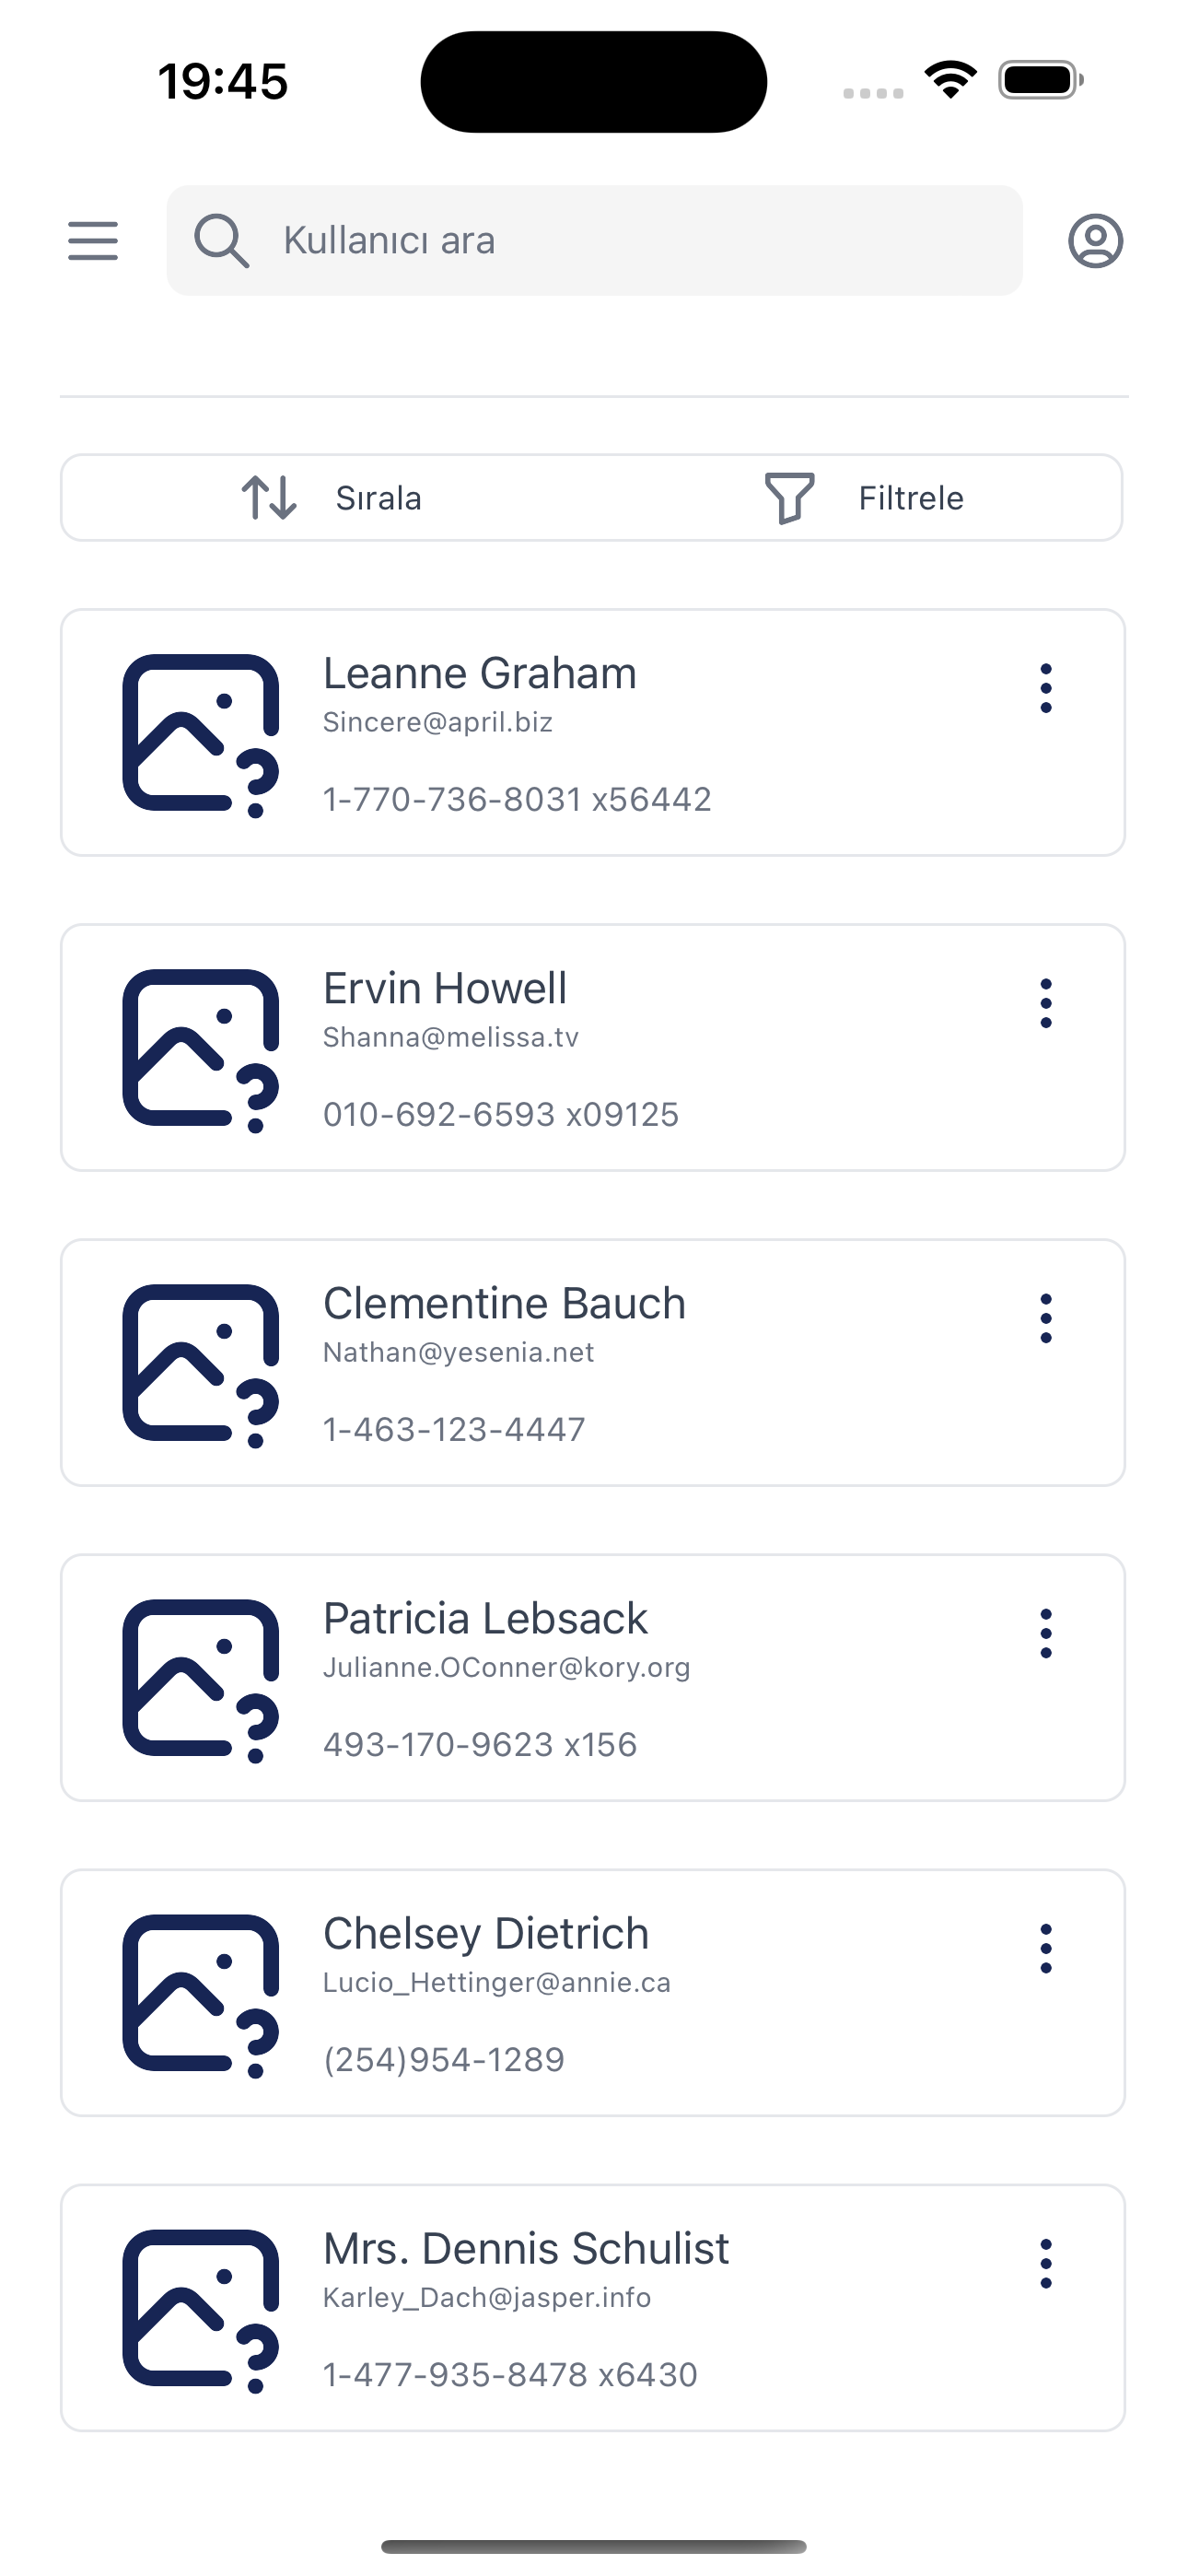 19:45
Kullanıcı ara
Sırala Filtrele
Leanne Graham
Sincere@april.biz
1-770-736-8031 x56442
Ervin Howell
Shanna@melissa.tv
010-692-6593 x09125
Clementine Bauch
Nathan@yesenia.net
1-463-123-4447
Patricia Lebsack
Julianne.OConner@kory.org
493-170-9623 x156
Chelsey Dietrich
Lucio_Hettinger@annie.ca
(254)954-1289
Mrs. Dennis Schulist
Karley_Dach@jasper.info
1-477-935-8478 x6430